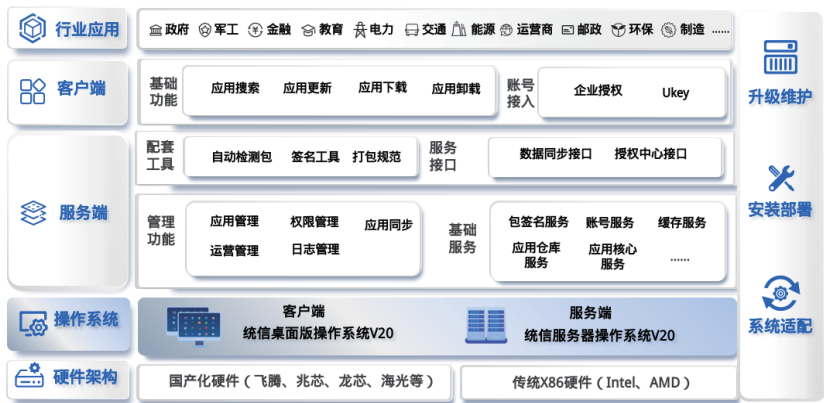 行业应用
政府 军工 金融 教育 电力 交通 能源 运营商 邮政 环保 制造 ......
客户端
基础
功能
应用搜索 应用更新 应用下载 应用卸载
账号
接入
企业授权 Ukey
配套
工具
自动检测包 签名工具 打包规范
服务
接口
数据同步接口 授权中心接口
服务端
管理
功能
应用管理 权限管理 应用同步
运营管理 日志管理
基础
服务
包签名服务 账号服务 缓存服务
应用仓库
服务
应用核心
服务
......
操作系统
客户端
统信桌面版操作系统V20
服务端
统信服务器操作系统V20
硬件架构
国产化硬件（飞腾、兆芯、龙芯、海光等）
传统X86硬件（Intel、AMD）
升级维护
安装部署
系统适配